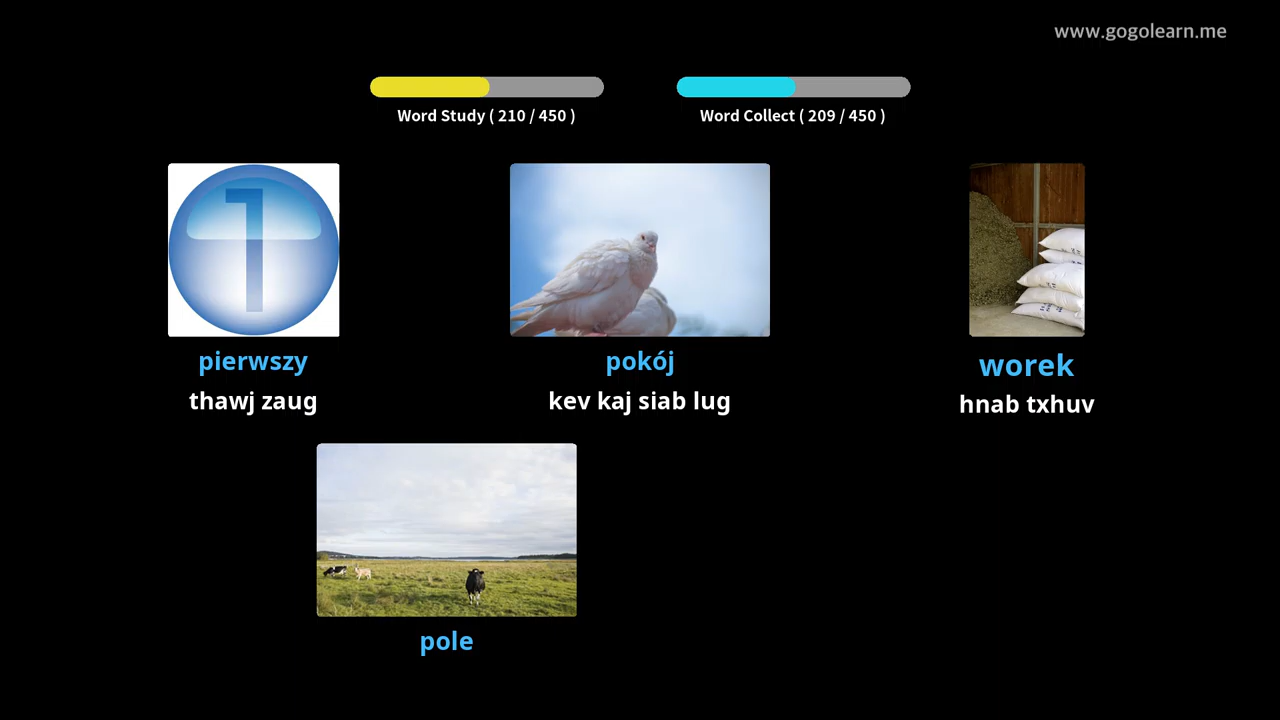 www.gogolearn.me
Word Study ( 210 / 450 )
Word Collect ( 209 / 450 )
1
pierwszy
pokój
worek
thawj zaug
kev kaj siab lug
hnab txhuv
pole